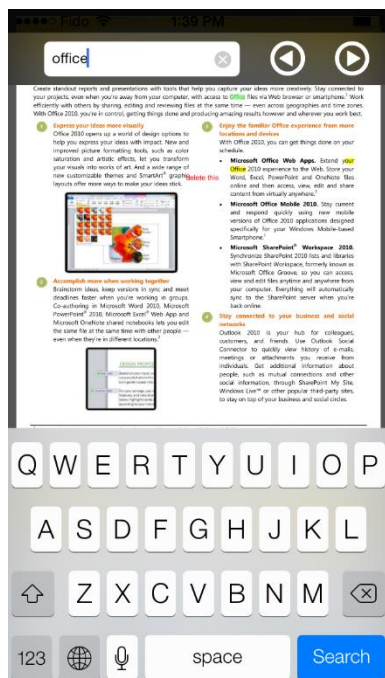 Fido 1:39 PM
office
Create standout reports and presentations with tools that help you capture your ideas more creatively. Extend
your projects, even when you're away from your computer, with access to Office files via Web browser or smartphone.¹ Work
efficiently with others by sharing, editing and reviewing files at the same time — even across geographies and time zones.
With Office 2010, you're in control, getting things done and producing amazing results however and wherever you work best.
Express your ideas more visually
Office 2010 opens up a world of design options to
help you express your ideas with impact. New and
improved picture formatting tools, such as color
saturation and artistic effects, let you transform
your visuals into works of art. And a wide range of
new customizable themes and SmartArt® graphic
layouts offer more ways to make your ideas stick.
Delete this
Accomplish more when working together
Brainstorm ideas, keep versions in sync and meet
deadlines faster when you're working in groups.
Co-authoring in Microsoft Word 2010, Microsoft
PowerPoint® 2010, Microsoft Excel® Web App and
Microsoft OneNote shared notebooks lets you edit
the same file at the same time with other people —
even when they're in different locations.²
Enjoy the familiar Office experience from more
locations and devices
With Office 2010, you can get things done on your
schedule.
• Microsoft Office Web Apps. Extend your
Office 2010 experience to the Web. Store your
Word, Excel, PowerPoint and OneNote files
online and then access, view, edit and share
content from virtually anywhere.²
• Microsoft Office Mobile 2010. Stay current
and respond quickly using new mobile
versions of Office 2010 applications designed
specifically for your Windows Mobile-based
Smartphone.³
• Microsoft SharePoint® Workspace 2010.
Synchronize SharePoint 2010 lists and libraries
with SharePoint Workspace, formerly known as
Microsoft Office Groove, so you can access,
view and edit files anytime and anywhere from
your computer. Everything will automatically
sync to the SharePoint server when you're
back online.
Stay connected to your business and social
networks
Outlook 2010 is your hub for colleagues,
customers, and friends. Use Outlook Social
Connector to quickly view history of e-mails,
meetings or attachments you receive from
individuals. Get additional information about
people, such as mutual connections and other
social information, through SharePoint My Site,
Windows Live™ or other popular third-party sites,
to stay on top of your business and social circles.
Q W E R T Y U I O P
A S D F G H J K L
Z X C V B N M
123 space Search